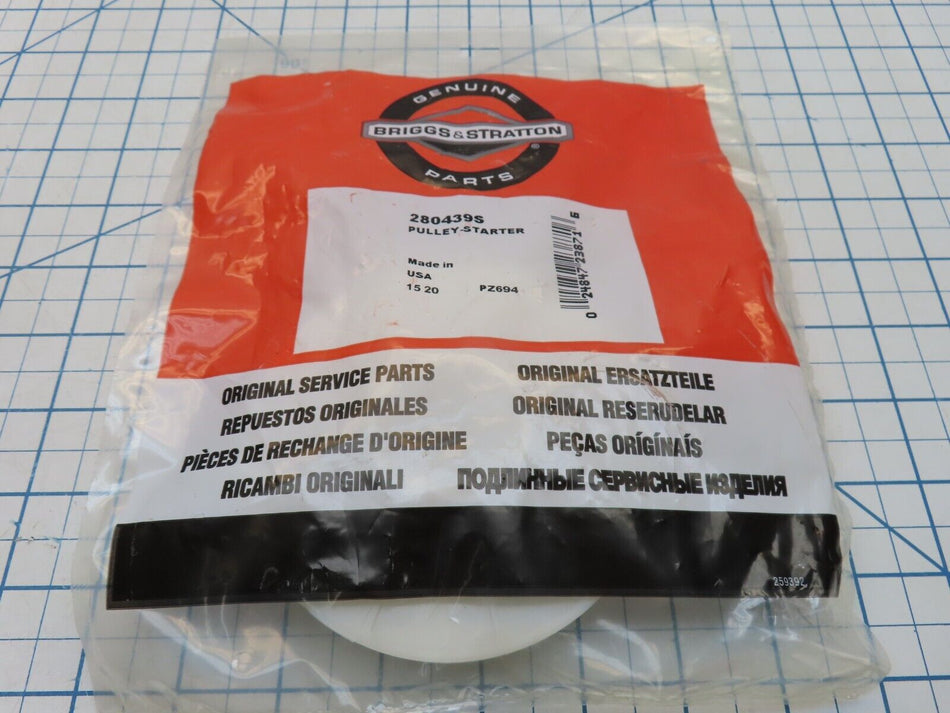 GENUINE
BRIGGS&STRATTON
®
PARTS
280439S
PULLEY-STARTER
Made in
USA
15 20 PZ694
0 24847 23871 6
ORIGINAL SERVICE PARTS
REPUESTOS ORIGINALES
PIÈCES DE RECHANGE D'ORIGINE
RICAMBI ORIGINALI
ORIGINAL ERSATZTEILE
ORIGINAL RESERUDELAR
PEÇAS ORÍGÍNAÍS
ПОДЛИННЫЕ СЕРВИСНЫЕ ИЗДЕЛИЯ
259392